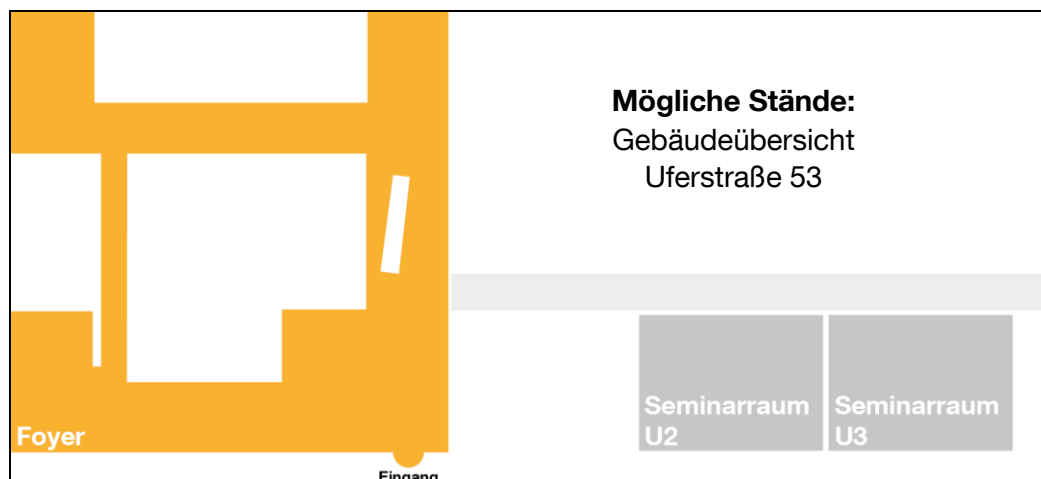 Mögliche Stände:
Gebäudeübersicht
Uferstraße 53
Seminarraum
U2
Seminarraum
U3
Foyer
Eingang